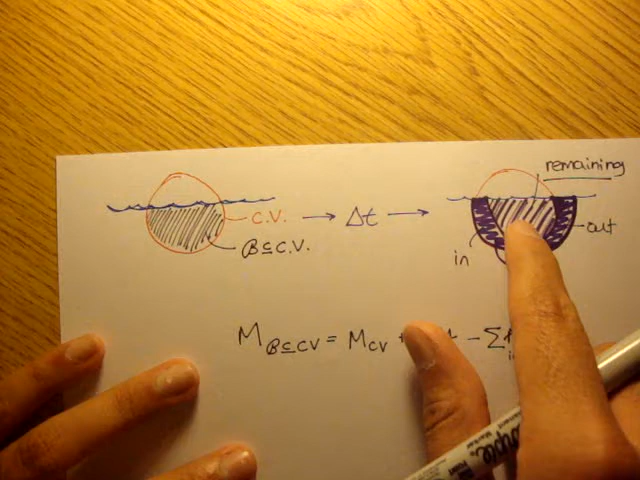 remaining
C.V. → Δt →
out
ℬ⊆C.V.
in
M_ℬ⊆CV = M_CV
- Σ